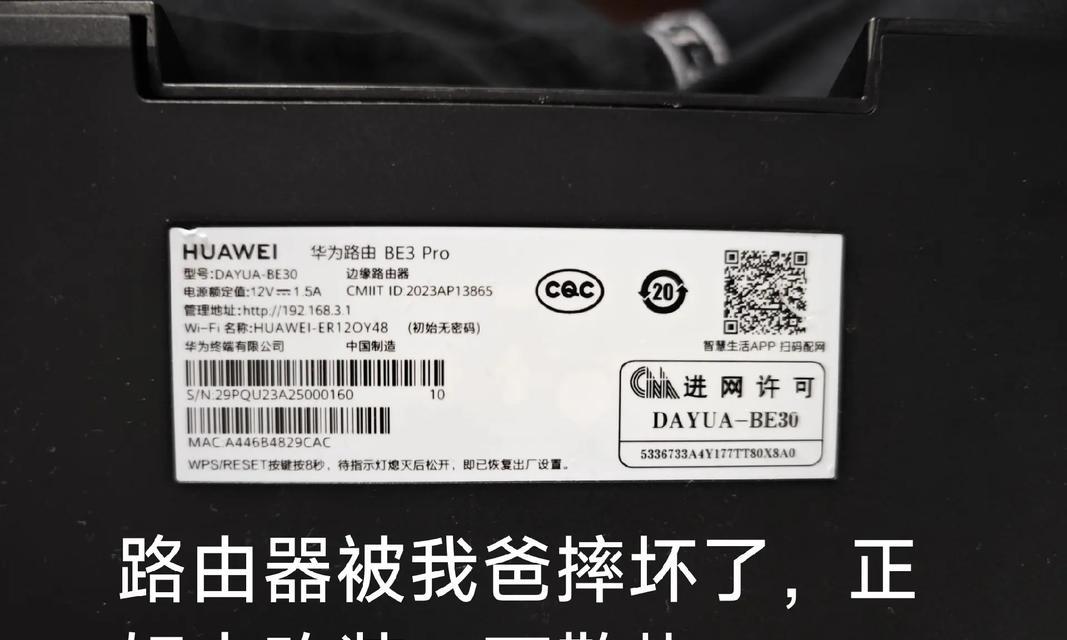 HUAWEI 华为路由 BE3 Pro
型号:DAYUA-BE30 边缘路由器
电源额定值:12V⎓1.5A CMIIT ID:2023AP13865
管理地址:http://192.168.3.1
Wi-Fi 名称:HUAWEI-ER12OY48 (初始无密码)
华为终端有限公司 中国制造
S/N:29PQU23A25000160 10
MAC:A446B4829CAC
WPS/RESET按键按8秒，待指示灯熄灭后松开，即已恢复出厂设置。
CQC
20
智慧生活APP 扫码配网
进网许可
DAYUA-BE30
5336733A4Y177TT80X8A0
路由器被我爸摔坏了，正